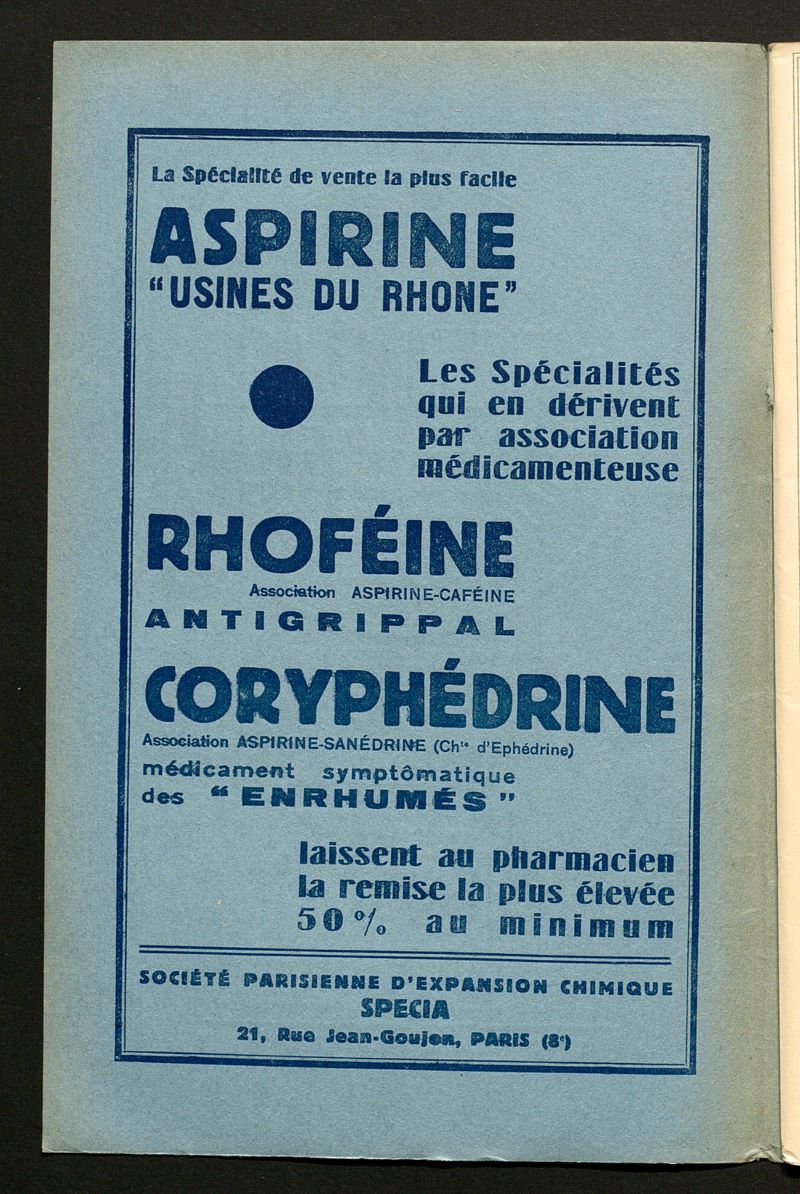 La Spécialité de vente la plus facile
ASPIRINE
“USINES DU RHONE”
Les Spécialités
qui en dérivent
par association
médicamenteuse
RHOFÉINE
Association ASPIRINE-CAFÉINE
ANTIGRIPPAL
CORYPHÉDRINE
Association ASPIRINE-SANÉDRINE (Chte d'Ephédrine)
médicament symptômatique
des “ENRHUMÉS”
laissent au pharmacien
la remise la plus élevée
50% au minimum
SOCIÉTÉ PARISIENNE D'EXPANSION CHIMIQUE
SPECIA
21, Rue Jean-Goujon, PARIS (8e)